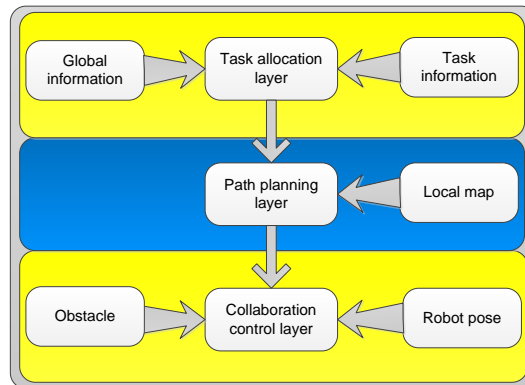 Global
information
Task allocation
layer
Task
information
Path planning
layer
Local map
Obstacle
Collaboration
control layer
Robot pose